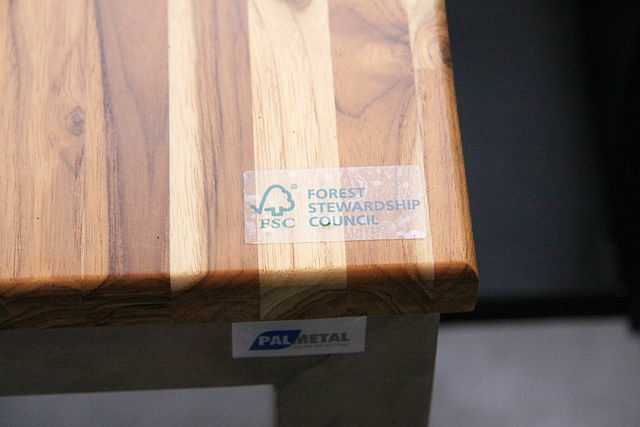 FSC
FOREST
STEWARDSHIP
COUNCIL
PALMETAL